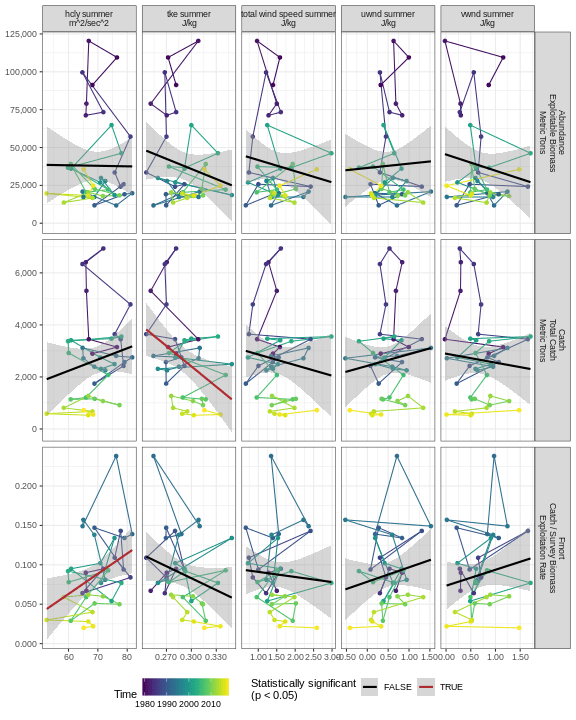 hdy summer
m^2/sec^2
tke summer
J/kg
total wind speed summer
J/kg
uwnd summer
J/kg
vwnd summer
J/kg
125,000
100,000
75,000
50,000
25,000
0
Abundance
Exploitable Biomass
Metric Tons
6,000
4,000
2,000
0
Catch
Total Catch
Metric Tons
0.200
0.150
0.100
0.050
0.000
Fmort
Catch / Survey Biomass
Exploitation Rate
60 70 80
0.270 0.300 0.330
1.00 1.50 2.00 2.50 3.00
-0.50 0.00 0.50 1.00 1.50
0.00 0.50 1.00 1.50
Time
1980 1990 2000 2010
Statistically significant
(p < 0.05)
FALSE
TRUE